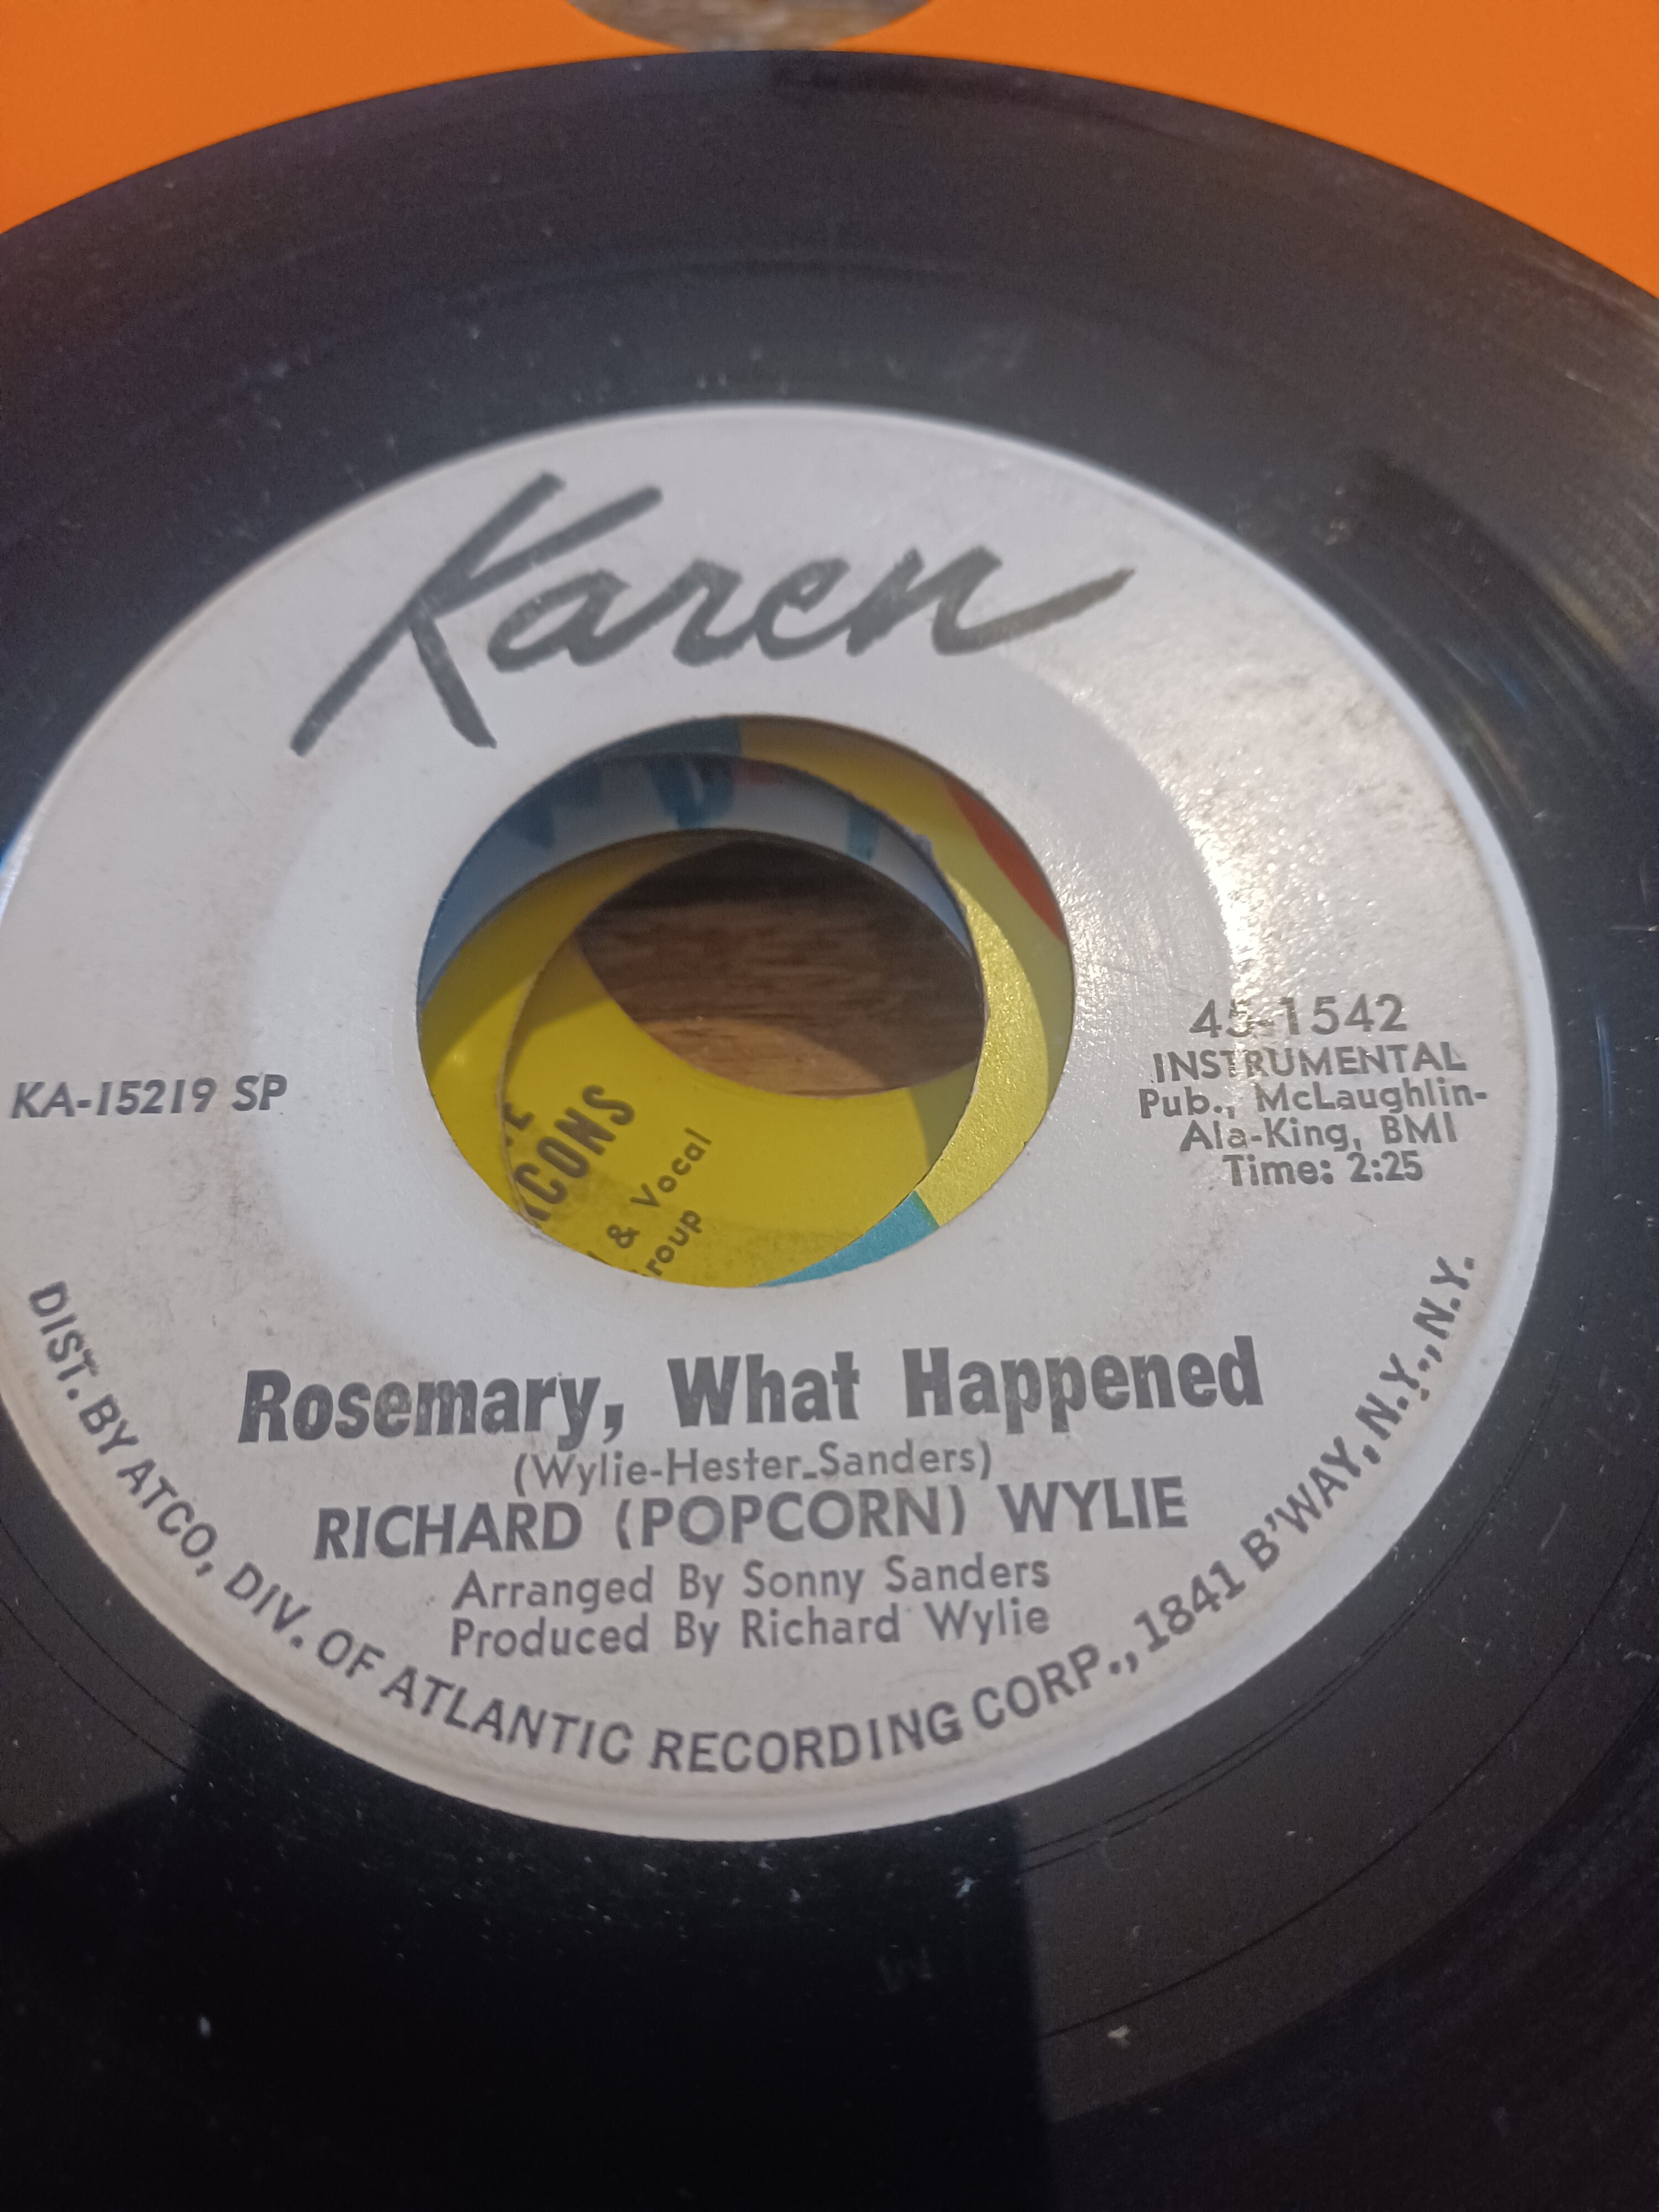 Karen
45-1542
INSTRUMENTAL
Pub., McLaughlin-
Ala-King, BMI
Time: 2:25
KA-15219 SP
& Vocal
Rosemary, What Happened
(Wylie-Hester-Sanders)
RICHARD (POPCORN) WYLIE
Arranged By Sonny Sanders
Produced By Richard Wylie
DIST. BY ATCO, DIV. OF ATLANTIC RECORDING CORP., 1841 B'WAY, N.Y., N.Y.